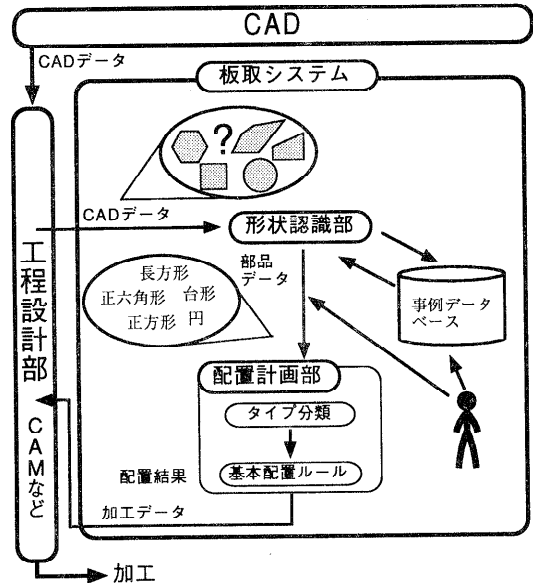 CAD
CADデータ
板取システム
?
CADデータ
形状認識部
部品
データ
長方形
正六角形 台形
正方形 円
事例データ
ベース
工程設計部
CAMなど
配置計画部
タイプ分類
基本配置ルール
配置結果
加工データ
加工